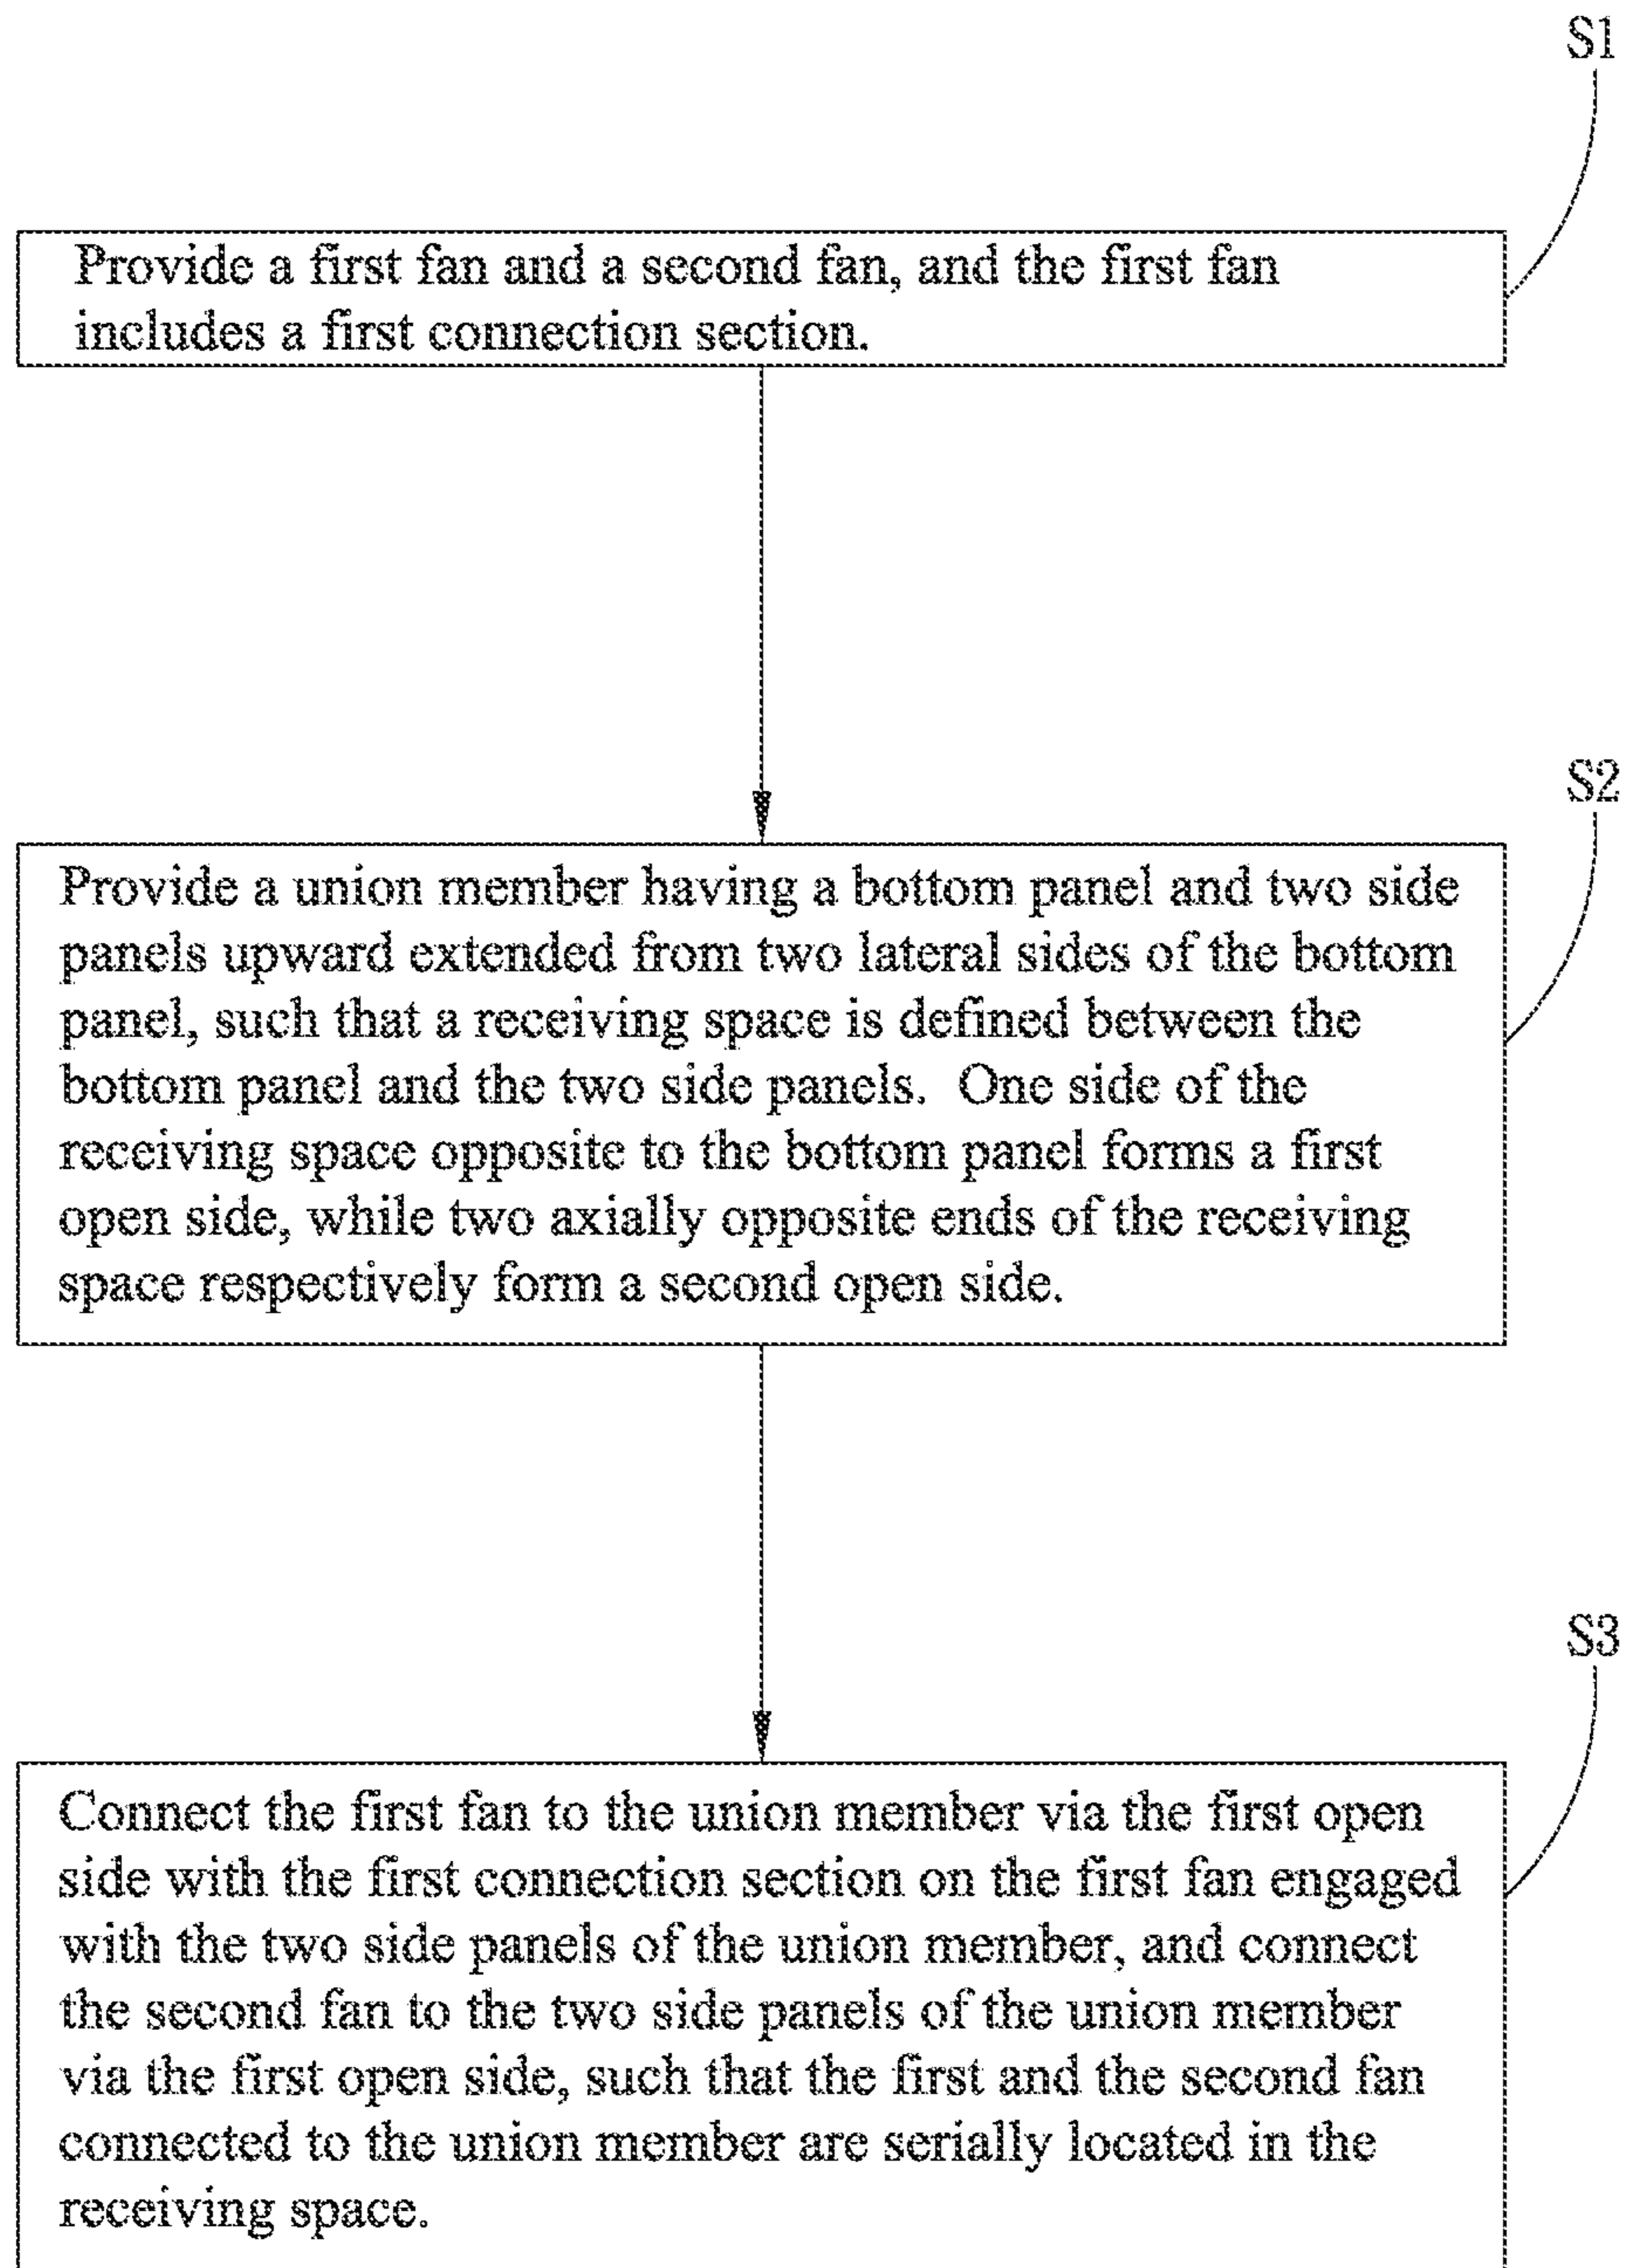 S1
Provide a first fan and a second fan, and the first fan
includes a first connection section.
S2
Provide a union member having a bottom panel and two side
panels upward extended from two lateral sides of the bottom
panel, such that a receiving space is defined between the
bottom panel and the two side panels.  One side of the
receiving space opposite to the bottom panel forms a first
open side, while two axially opposite ends of the receiving
space respectively form a second open side.
S3
Connect the first fan to the union member via the first open
side with the first connection section on the first fan engaged
with the two side panels of the union member, and connect
the second fan to the two side panels of the union member
via the first open side, such that the first and the second fan
connected to the union member are serially located in the
receiving space.